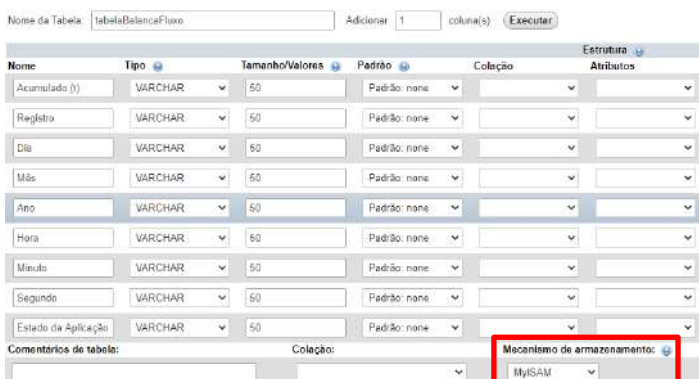 Nome da Tabela: tabelaBalancaFluxo Adicionar 1 coluna(s) Executar
Estrutura
Nome Tipo Tamanho/Valores Padrão Colação Atributos
Acumulado (t) VARCHAR 50 Padrão: none
Registro VARCHAR 50 Padrão: none
Dia VARCHAR 50 Padrão: none
Mês VARCHAR 50 Padrão: none
Ano VARCHAR 50 Padrão: none
Hora VARCHAR 50 Padrão: none
Minuto VARCHAR 50 Padrão: none
Segundo VARCHAR 50 Padrão: none
Estado da Aplicação VARCHAR 50 Padrão: none
Comentários de tabela: Colação: Mecanismo de armazenamento:
MyISAM